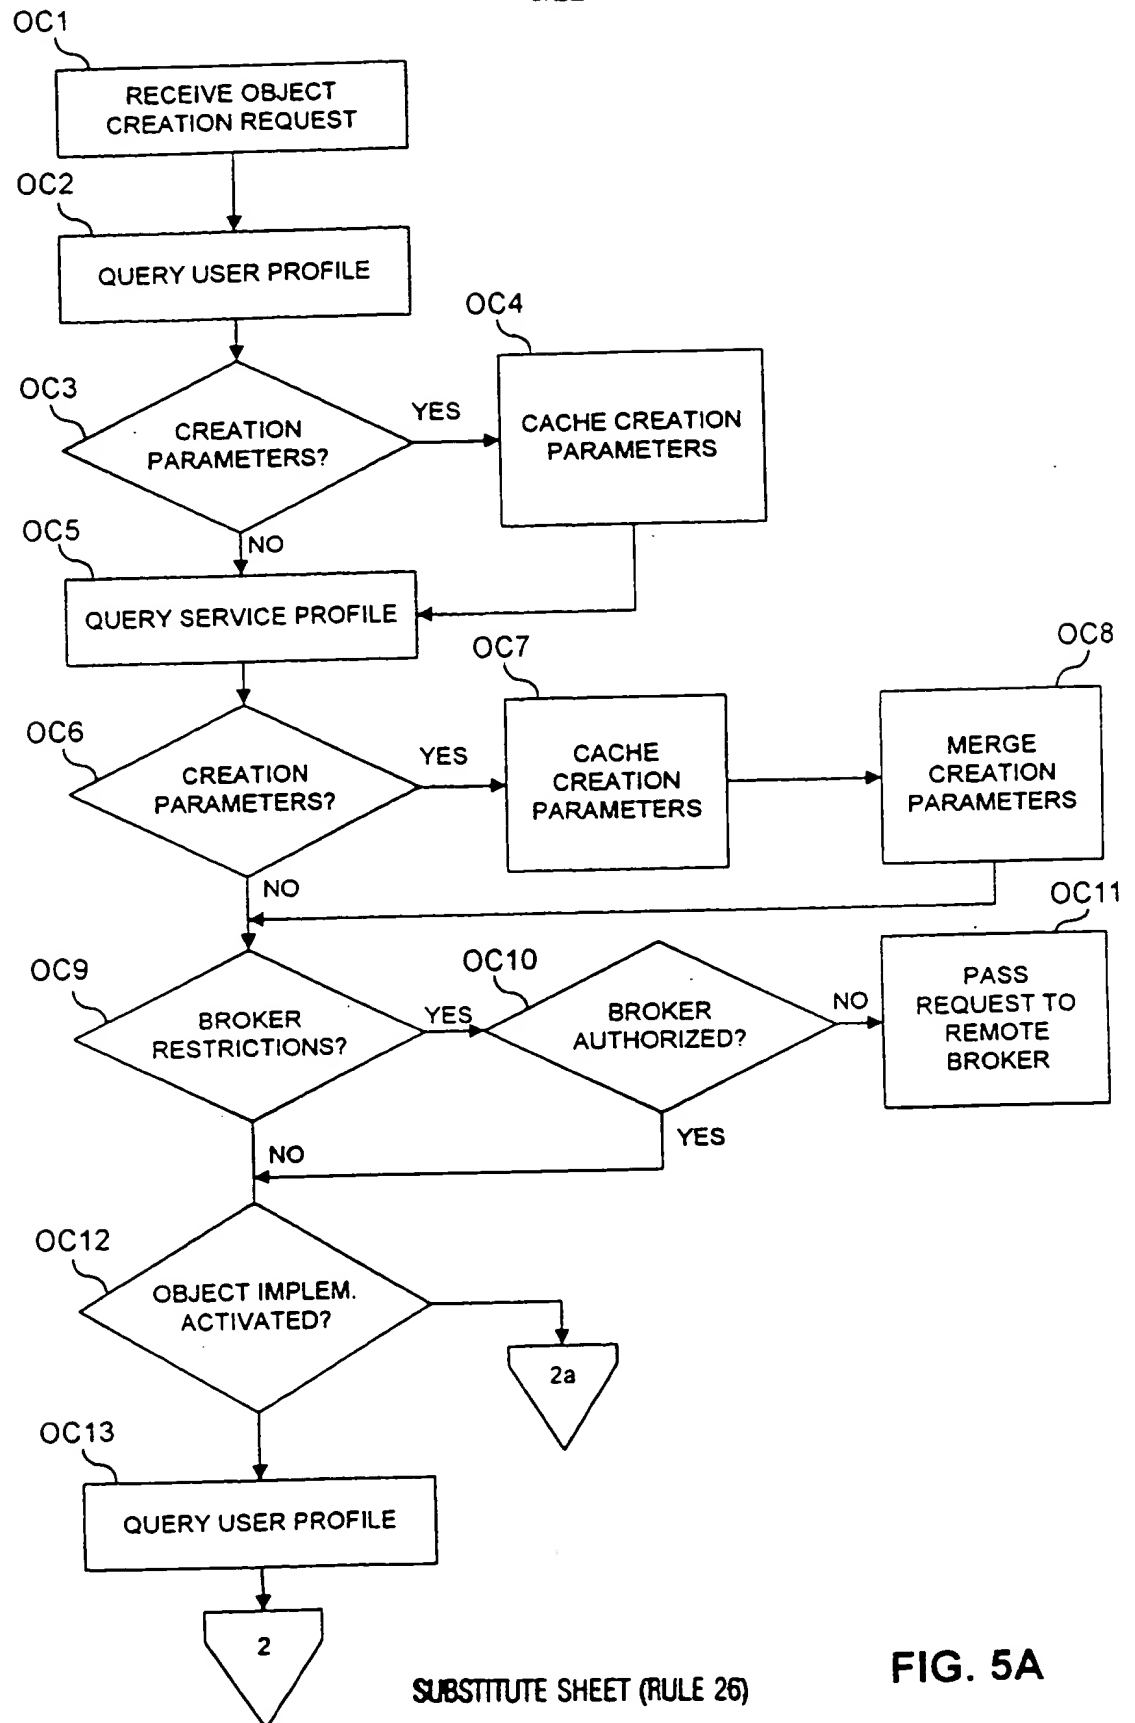 OC1
RECEIVE OBJECT
CREATION REQUEST
OC2
QUERY USER PROFILE
OC4
OC3
CREATION
PARAMETERS?
YES
CACHE CREATION
PARAMETERS
OC5
NO
QUERY SERVICE PROFILE
OC7
OC8
OC6
CREATION
PARAMETERS?
YES
CACHE
CREATION
PARAMETERS
MERGE
CREATION
PARAMETERS
NO
OC11
OC9
OC10
BROKER
RESTRICTIONS?
YES
BROKER
AUTHORIZED?
NO
PASS
REQUEST TO
REMOTE
BROKER
NO
YES
OC12
OBJECT IMPLEM.
ACTIVATED?
2a
OC13
QUERY USER PROFILE
2
SUBSTITUTE SHEET (RULE 26)
FIG. 5A